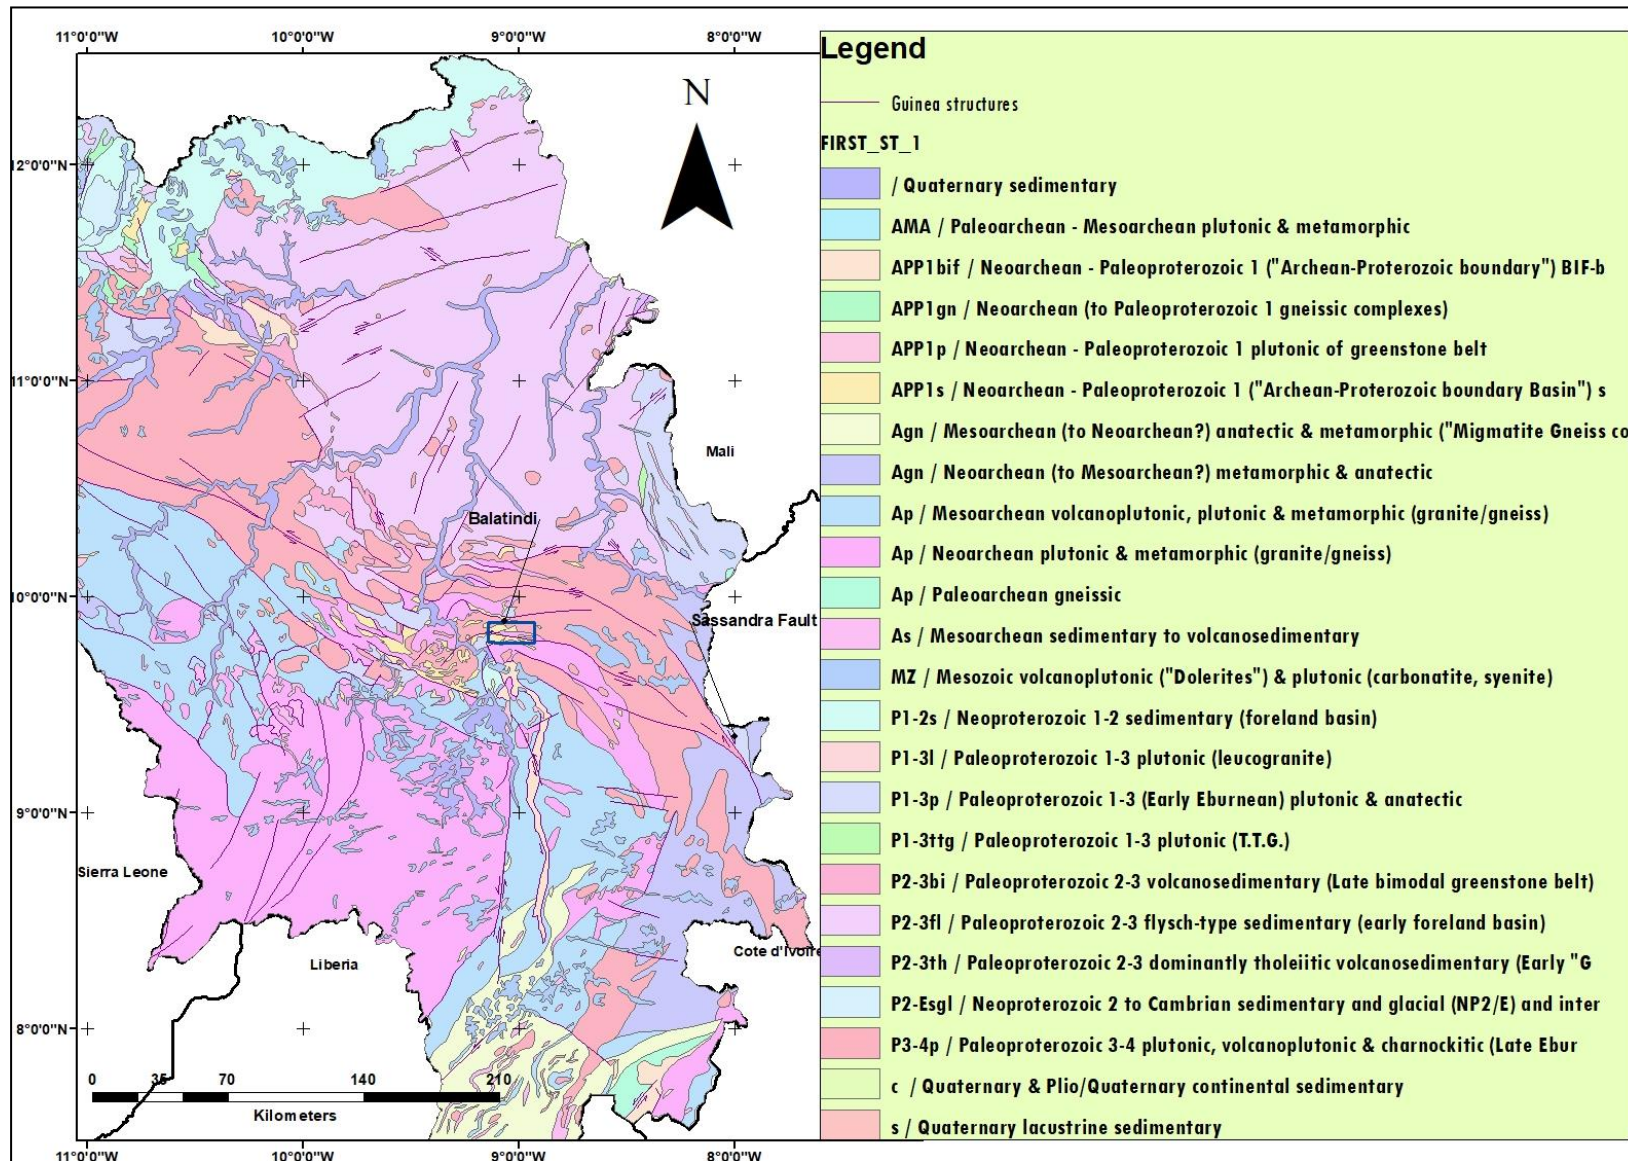 11°0'0"W 10°0'0"W 9°0'0"W 8°0'0"W
N
12°0'0"N
11°0'0"N
10°0'0"N
9°0'0"N
8°0'0"N
Mali
Balatindi
Sassandra Fault
Sierra Leone
Liberia
Cote d'Ivoire
0 35 70 140 210
Kilometers
11°0'0"W 10°0'0"W 9°0'0"W 8°0'0"W
Legend
Guinea structures
FIRST_ST_1
/ Quaternary sedimentary
AMA / Paleoarchean - Mesoarchean plutonic & metamorphic
APP1bif / Neoarchean - Paleoproterozoic 1 ("Archean-Proterozoic boundary") BIF-b
APP1gn / Neoarchean (to Paleoproterozoic 1 gneissic complexes)
APP1p / Neoarchean - Paleoproterozoic 1 plutonic of greenstone belt
APP1s / Neoarchean - Paleoproterozoic 1 ("Archean-Proterozoic boundary Basin") s
Agn / Mesoarchean (to Neoarchean?) anatectic & metamorphic ("Migmatite Gneiss co
Agn / Neoarchean (to Mesoarchean?) metamorphic & anatectic
Ap / Mesoarchean volcanoplutonic, plutonic & metamorphic (granite/gneiss)
Ap / Neoarchean plutonic & metamorphic (granite/gneiss)
Ap / Paleoarchean gneissic
As / Mesoarchean sedimentary to volcanosedimentary
MZ / Mesozoic volcanoplutonic ("Dolerites") & plutonic (carbonatite, syenite)
P1-2s / Neoproterozoic 1-2 sedimentary (foreland basin)
P1-3l / Paleoproterozoic 1-3 plutonic (leucogranite)
P1-3p / Paleoproterozoic 1-3 (Early Eburnean) plutonic & anatectic
P1-3ttg / Paleoproterozoic 1-3 plutonic (T.T.G.)
P2-3bi / Paleoproterozoic 2-3 volcanosedimentary (Late bimodal greenstone belt)
P2-3fl / Paleoproterozoic 2-3 flysch-type sedimentary (early foreland basin)
P2-3th / Paleoproterozoic 2-3 dominantly tholeiitic volcanosedimentary (Early "G
P2-Esgl / Neoproterozoic 2 to Cambrian sedimentary and glacial (NP2/E) and inter
P3-4p / Paleoproterozoic 3-4 plutonic, volcanoplutonic & charnockitic (Late Ebur
c / Quaternary & Plio/Quaternary continental sedimentary
s / Quaternary lacustrine sedimentary